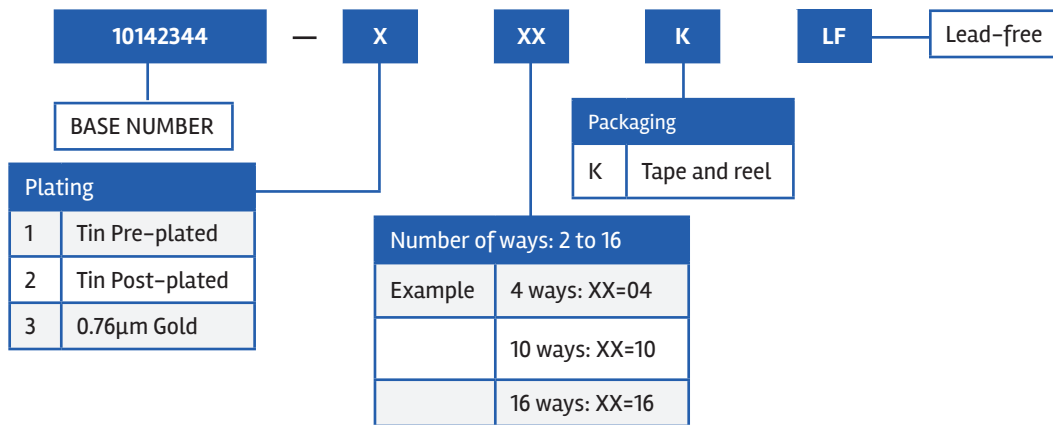 10142344 — X XX K LF Lead-free
BASE NUMBER
Packaging
K Tape and reel
Plating
1 Tin Pre-plated
2 Tin Post-plated
3 0.76µm Gold
Number of ways: 2 to 16
Example 4 ways: XX=04
10 ways: XX=10
16 ways: XX=16